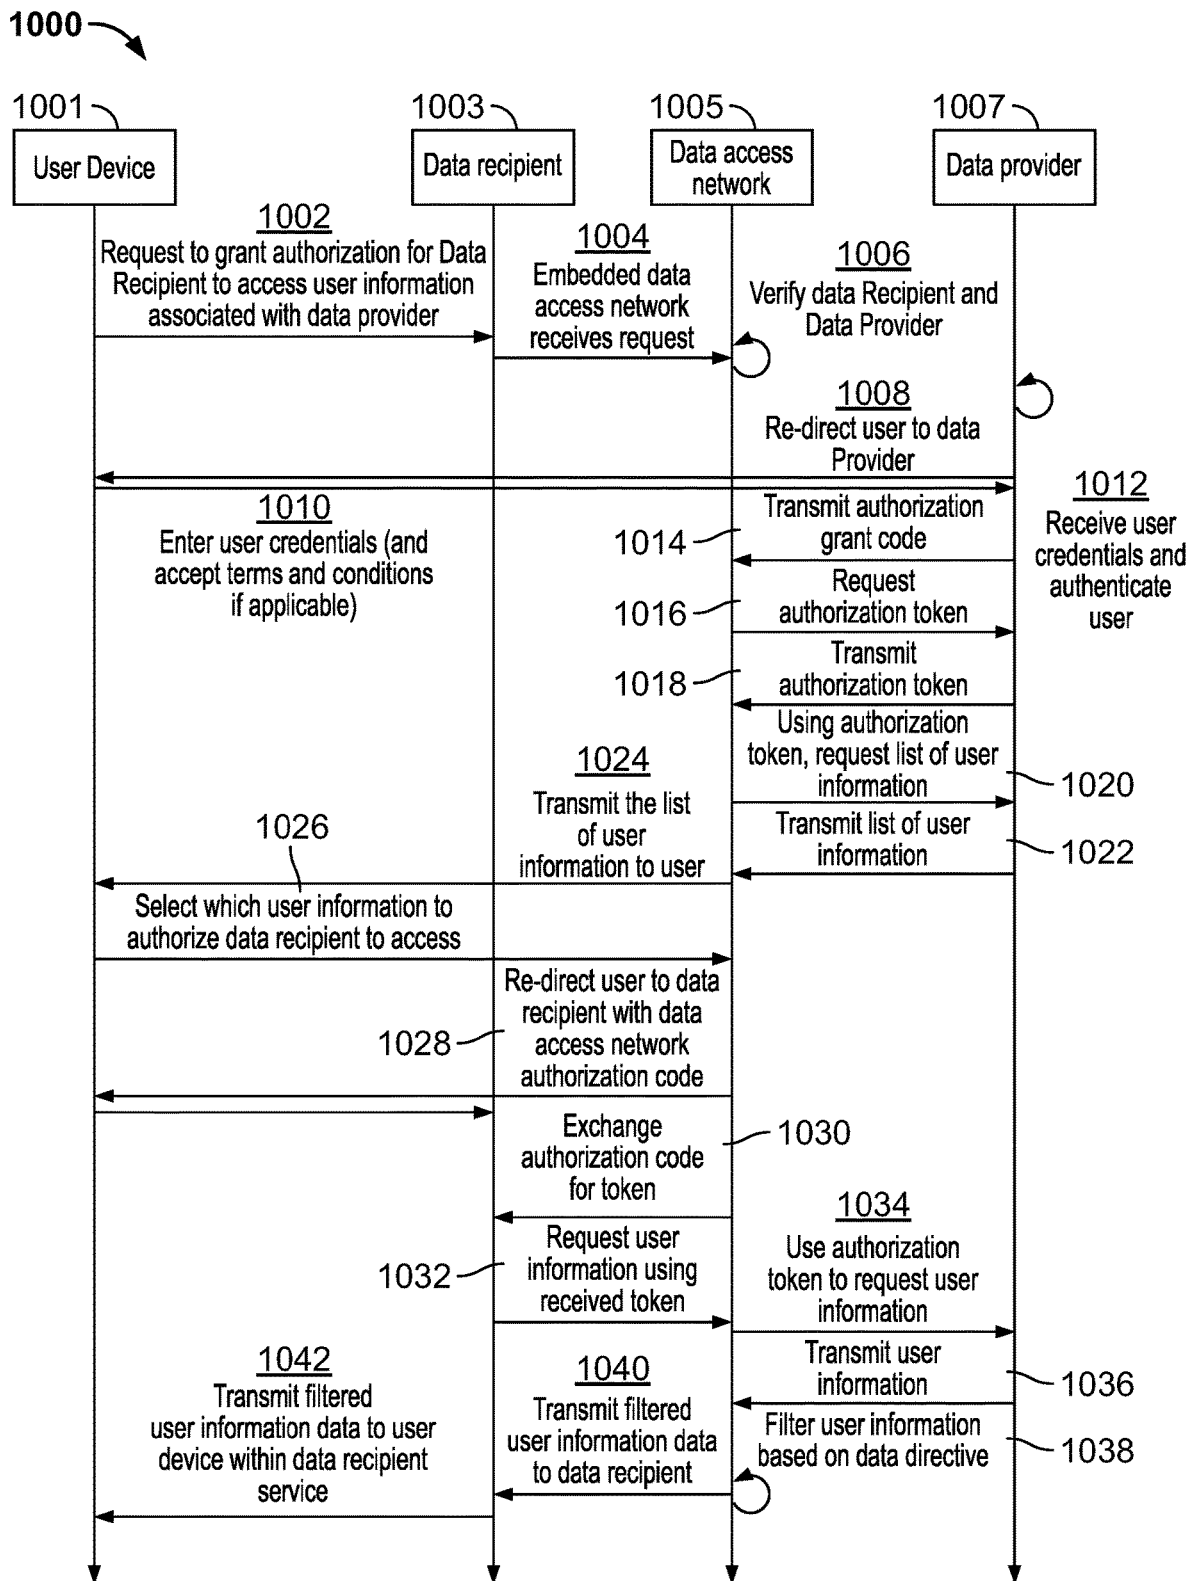 1000
1001
1003
1005
1007
User Device
Data recipient
Data access
network
Data provider
1002
Request to grant authorization for Data
Recipient to access user information
associated with data provider
1004
Embedded data
access network
receives request
1006
Verify data Recipient and
Data Provider
1008
Re-direct user to data
Provider
1010
Enter user credentials (and
accept terms and conditions
if applicable)
1012
Receive user
credentials and
authenticate
user
1014
Transmit authorization
grant code
1016
Request
authorization token
1018
Transmit
authorization token
Using authorization
token, request list of user
information
1020
1024
Transmit the list
of user
information to user
Transmit list of user
information
1022
1026
Select which user information to
authorize data recipient to access
Re-direct user to data
recipient with data
access network
authorization code
1028
Exchange
authorization code
for token
1030
Request user
information using
received token
1032
1034
Use authorization
token to request user
information
Transmit user
information
1036
Filter user information
based on data directive
1038
1040
Transmit filtered
user information data
to data recipient
1042
Transmit filtered
user information data to user
device within data recipient
service